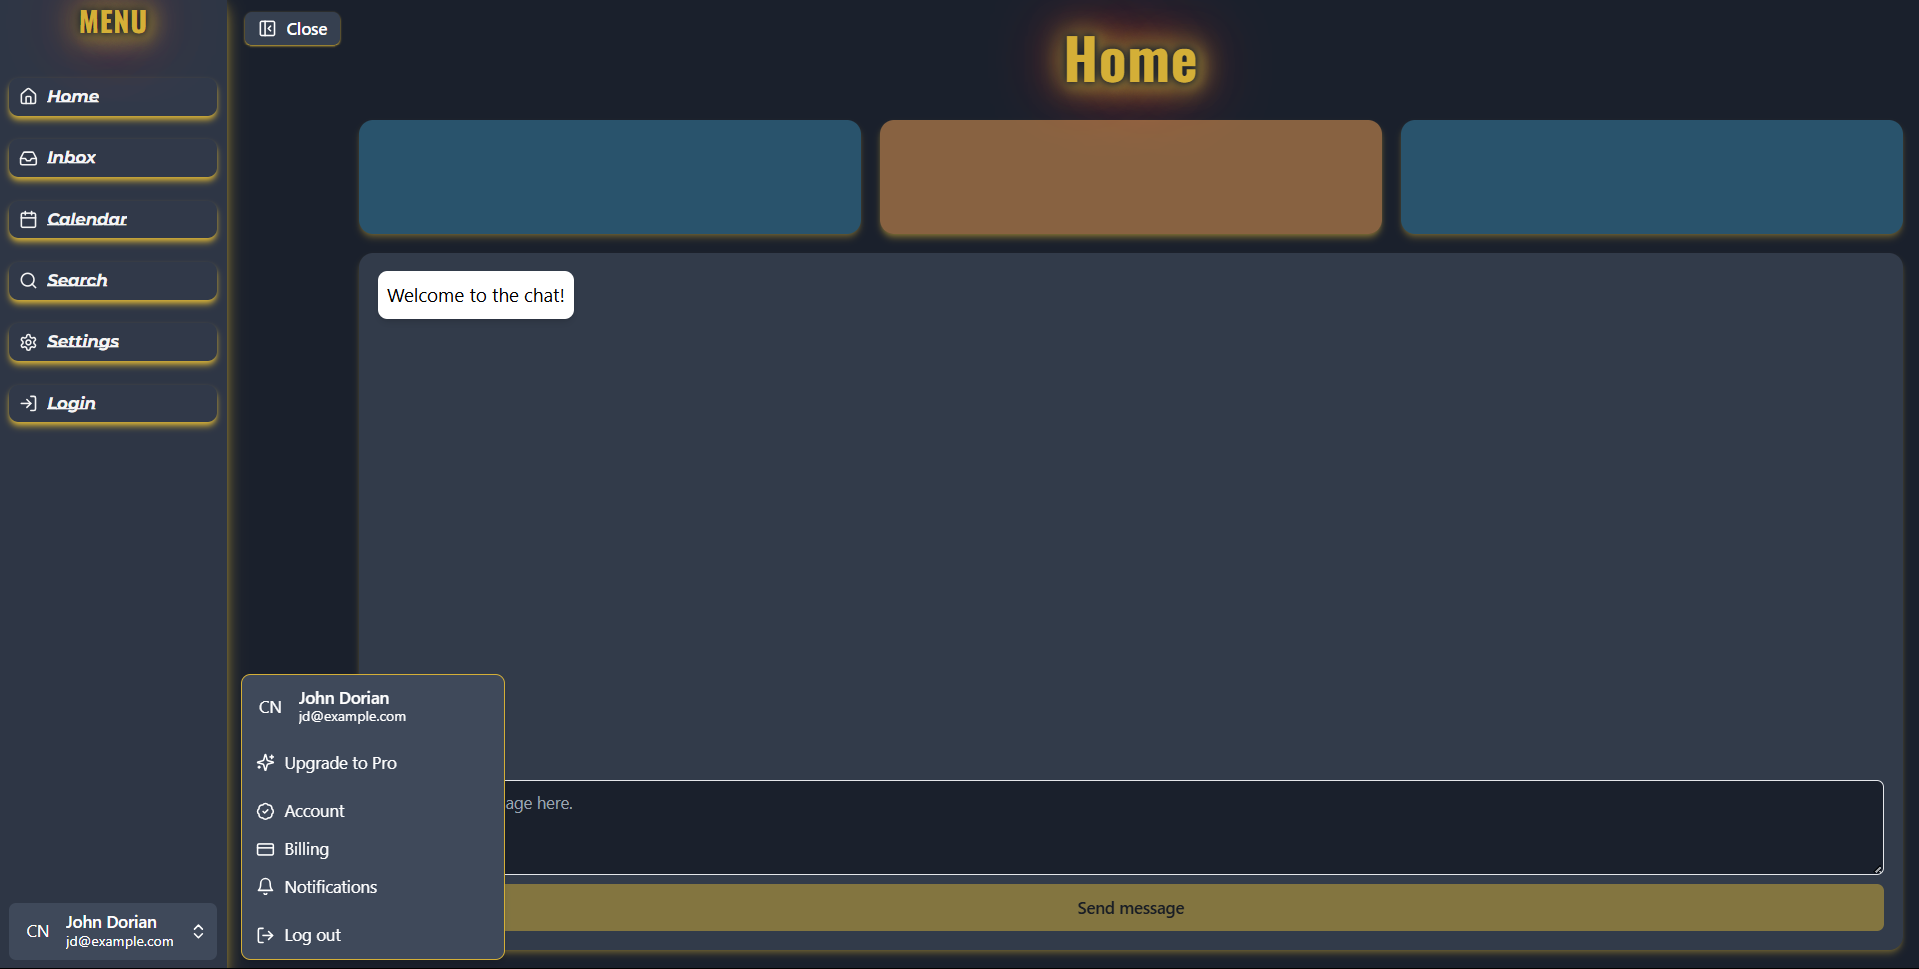 MENU
Home
Inbox
Calendar
Search
Settings
Login
CN
John Dorian
jd@example.com
Close
Home
Welcome to the chat!
CN
John Dorian
jd@example.com
Upgrade to Pro
Account
Billing
Notifications
Log out
here.
Send message